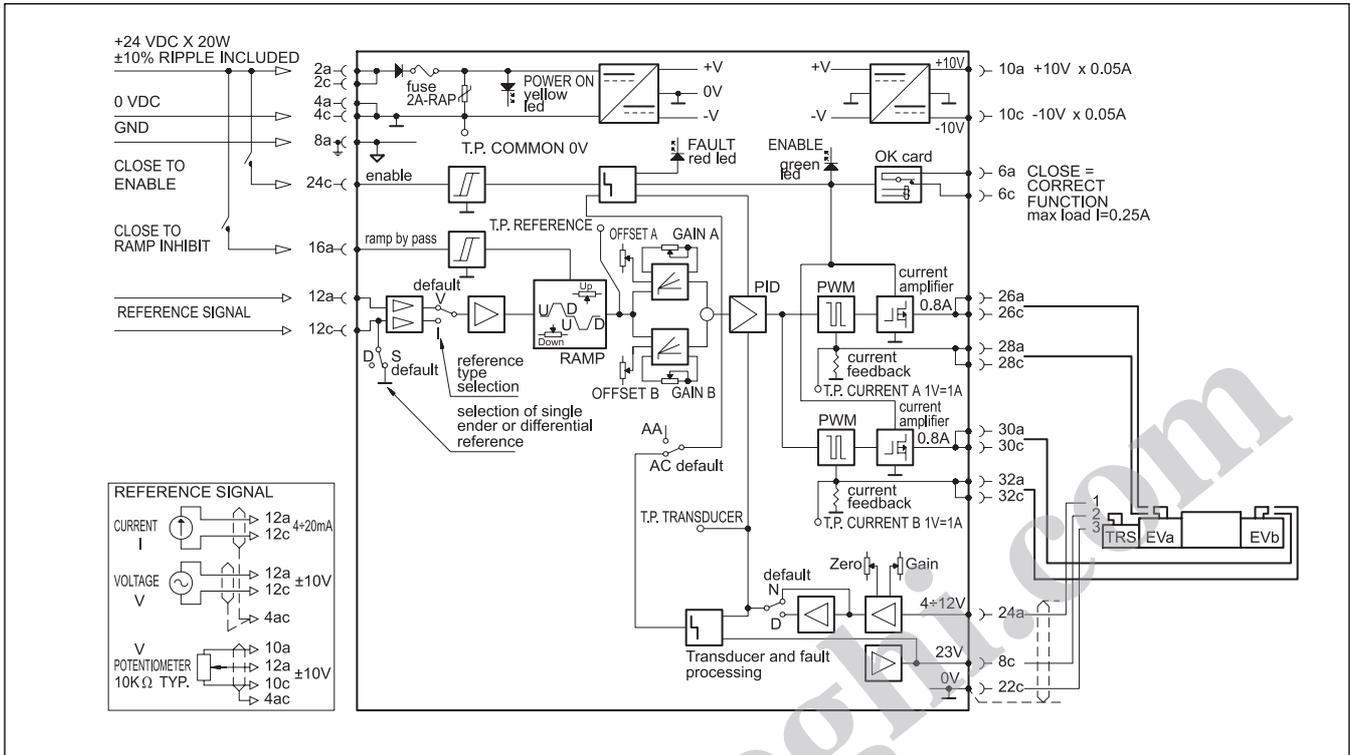 +24 VDC X 20W
±10% RIPPLE INCLUDED
0 VDC
GND
CLOSE TO
ENABLE
CLOSE TO
RAMP INHIBIT
REFERENCE SIGNAL
2a
2c
4a
4c
8a
24c
16a
12a
12c
fuse
2A-RAP
POWER ON
yellow
led
T.P. COMMON 0V
+V
0V
-V
+V
-V
+10V
-10V
10a +10V x 0.05A
10c -10V x 0.05A
FAULT
red led
ENABLE
green
led
OK card
6a CLOSE =
6c CORRECT
FUNCTION
max load I=0.25A
enable
ramp by pass
T.P. REFERENCE
OFFSET A
GAIN A
default
V
I
D
S
default
reference
type
selection
selection of single
ender or differential
reference
Up
U D
U D
Down
RAMP
OFFSET B
GAIN B
PID
PWM
current
amplifier
0.8A
26a
26c
28a
28c
current
feedback
T.P. CURRENT A 1V=1A
PWM
current
amplifier
0.8A
30a
30c
32a
32c
current
feedback
T.P. CURRENT B 1V=1A
AA
AC default
T.P. TRANSDUCER
default
N
D
Zero
Gain
4÷12V
24a
23V
8c
0V
22c
Transducer and fault
processing
1
2
3
TRS
EVa
EVb
REFERENCE SIGNAL
CURRENT
I
12a
12c
4÷20mA
VOLTAGE
V
12a
12c
±10V
4ac
V
POTENTIOMETER
10KΩ TYP.
10a
12a
10c
±10V
4ac
oghi.com